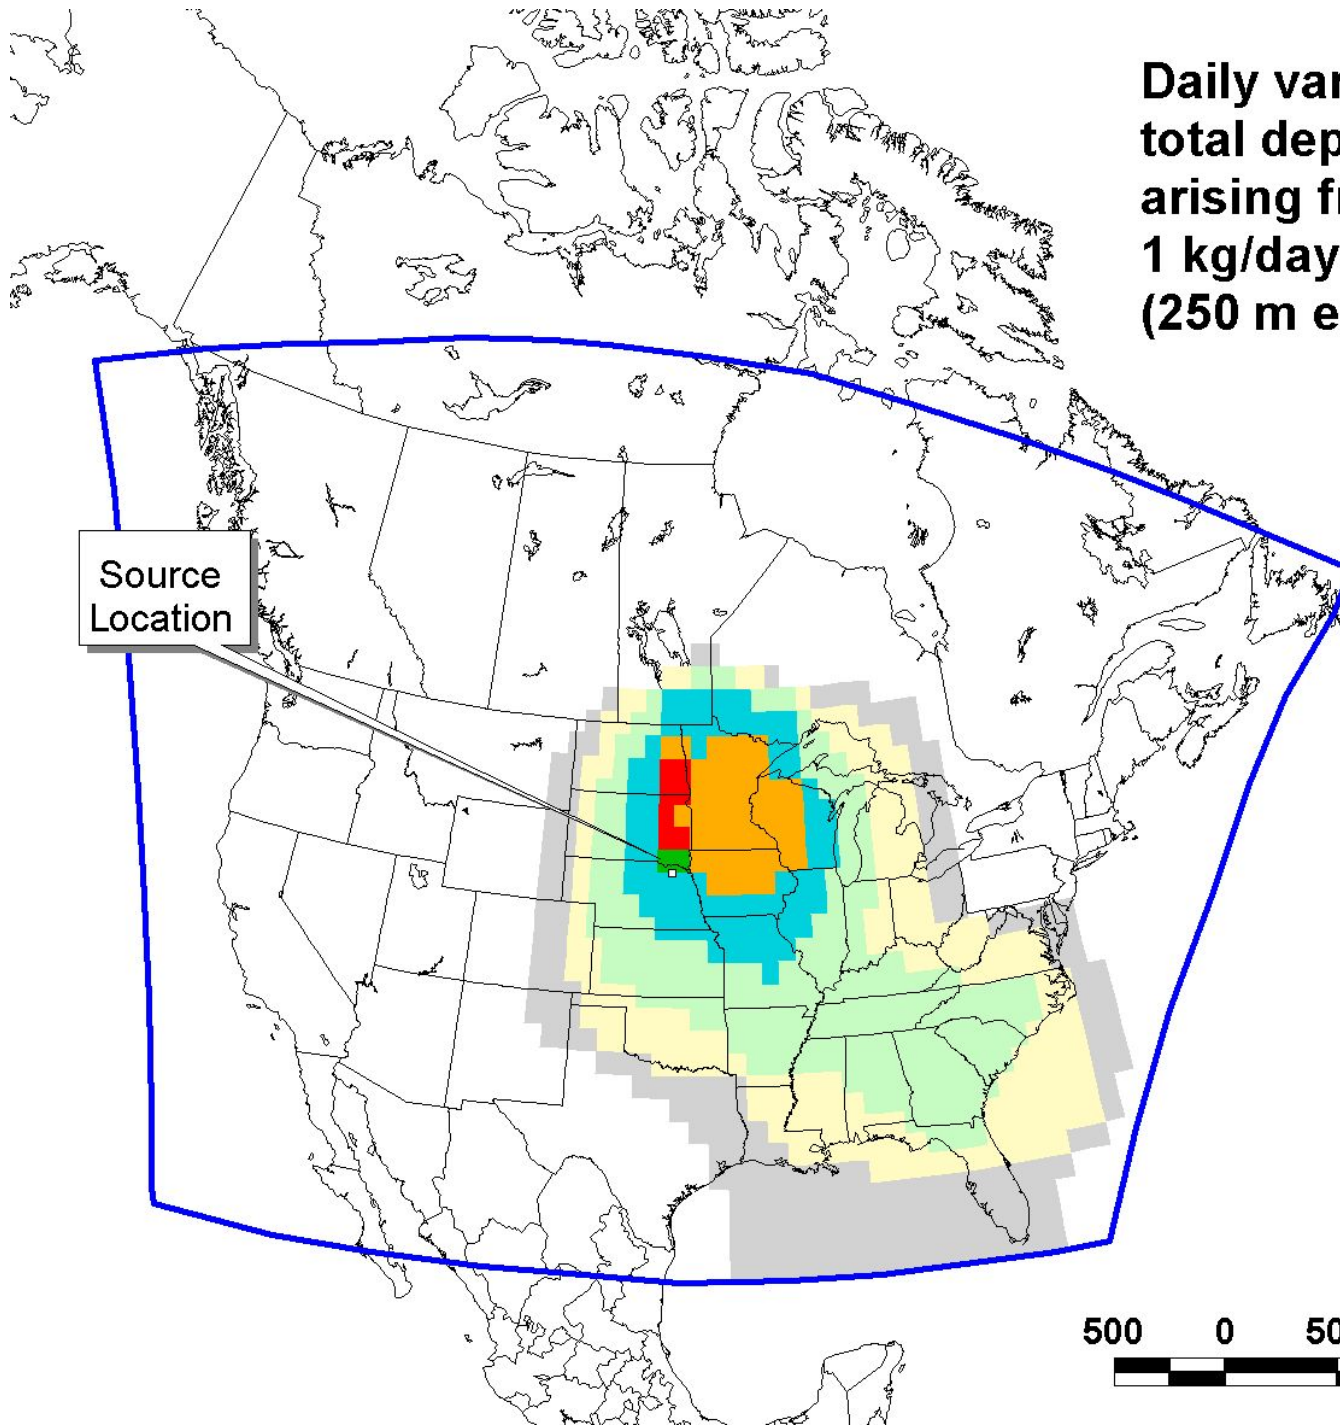 Daily var
total dep
arising fr
1 kg/day
(250 m e
Source
Location
500 0 50